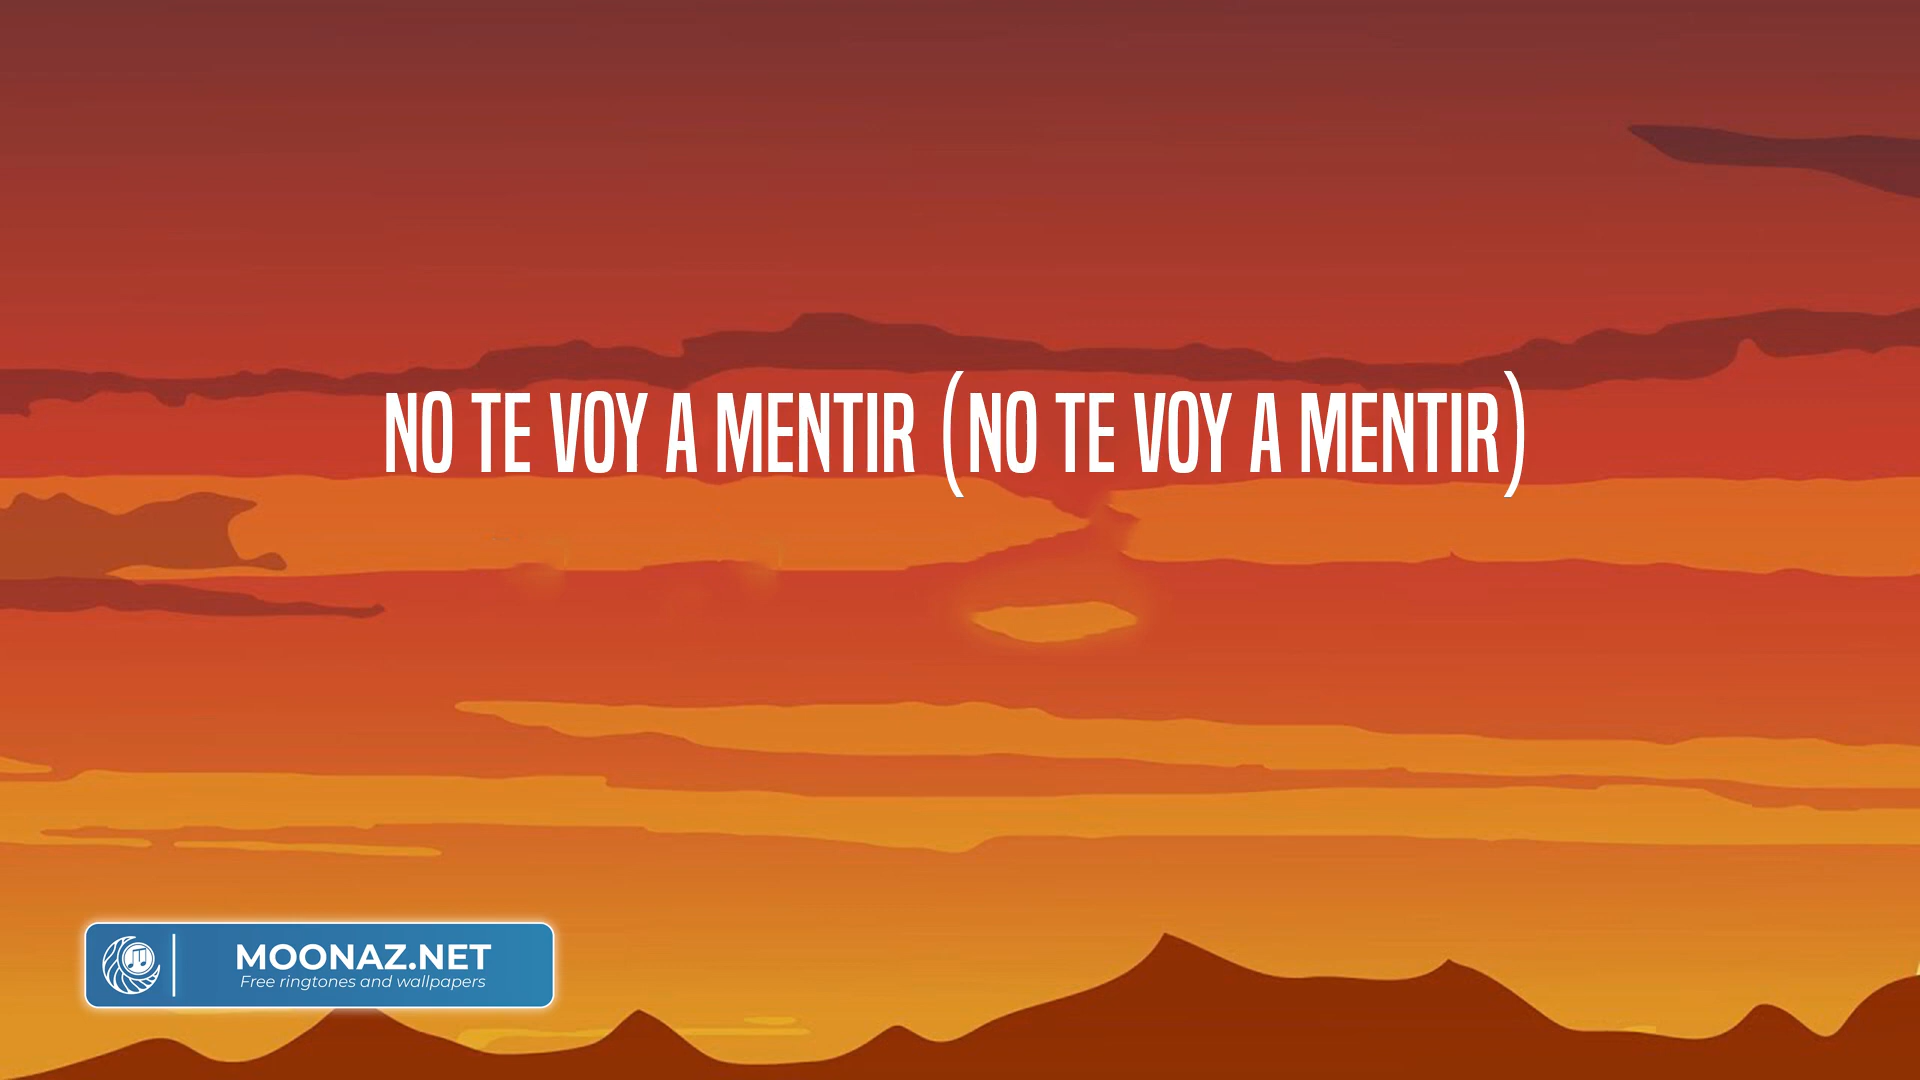 NO TE VOY A MENTIR (NO TE VOY A MENTIR)
MOONAZ.NET
Free ringtones and wallpapers